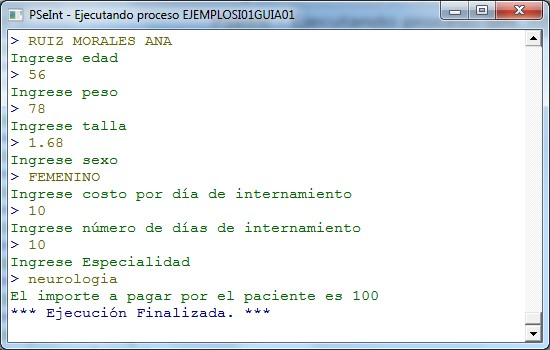 PSeInt - Ejecutando proceso EJEMPLOSI01GUIA01
> RUIZ MORALES ANA
Ingrese edad
> 56
Ingrese peso
> 78
Ingrese talla
> 1.68
Ingrese sexo
> FEMENINO
Ingrese costo por día de internamiento
> 10
Ingrese número de días de internamiento
> 10
Ingrese Especialidad
> neurologia
El importe a pagar por el paciente es 100
*** Ejecución Finalizada. ***